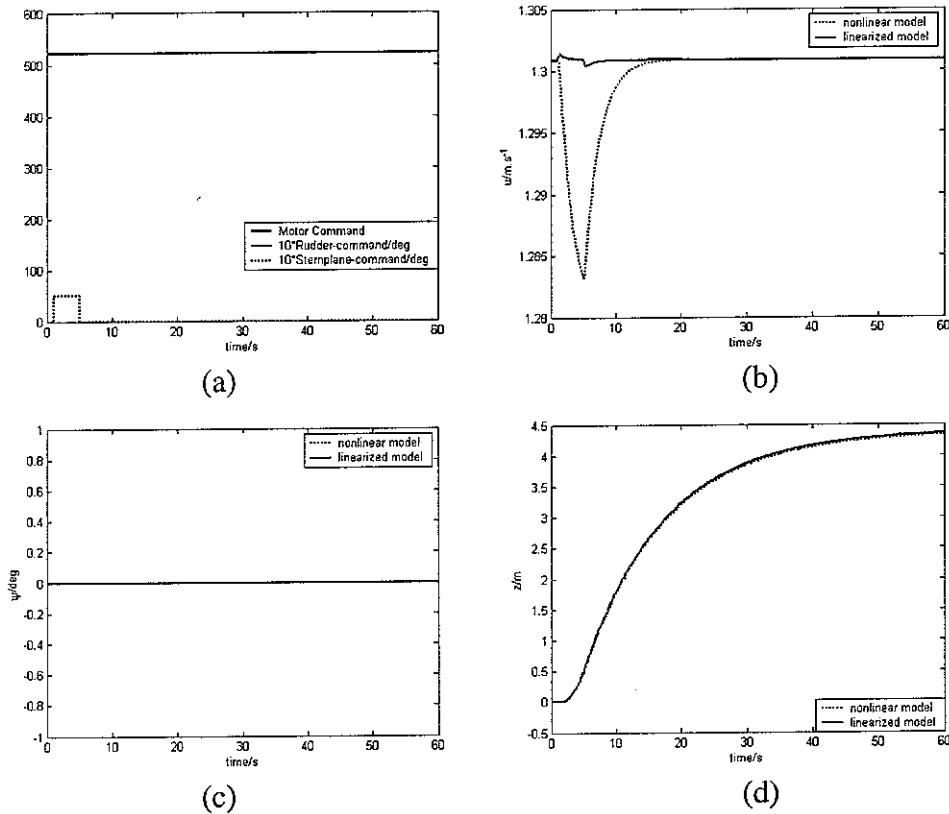 600
500
400
300
200
100
0
Motor Command
10*Rudder-command/deg
10*Sternplane-command/deg
0 10 20 30 40 50 60
time/s
(a)
1.305
1.3
1.295
1.29
1.285
1.28
u/m.s⁻¹
nonlinear model
linearized model
0 10 20 30 40 50 60
time/s
(b)
1
0.8
0.6
0.4
0.2
0
-0.2
-0.4
-0.6
-0.8
-1
ψ/deg
nonlinear model
linearized model
0 10 20 30 40 50 60
time/s
(c)
4.5
4
3.5
3
2.5
2
1.5
1
0.5
0
-0.5
z/m
nonlinear model
linearized model
0 10 20 30 40 50 60
time/s
(d)